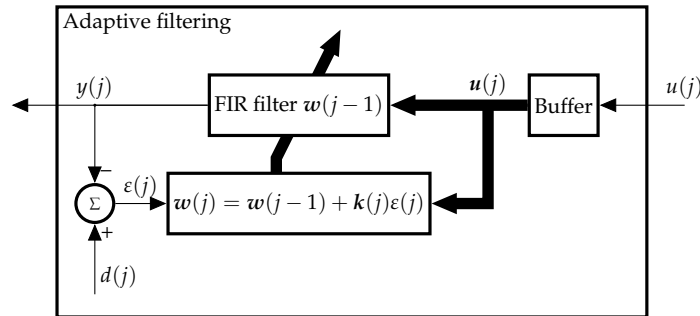 Adaptive filtering
y(j)
FIR filter w(j − 1)
u(j)
Buffer
u(j)
−
Σ
ε(j)
w(j) = w(j − 1) + k(j)ε(j)
+
d(j)